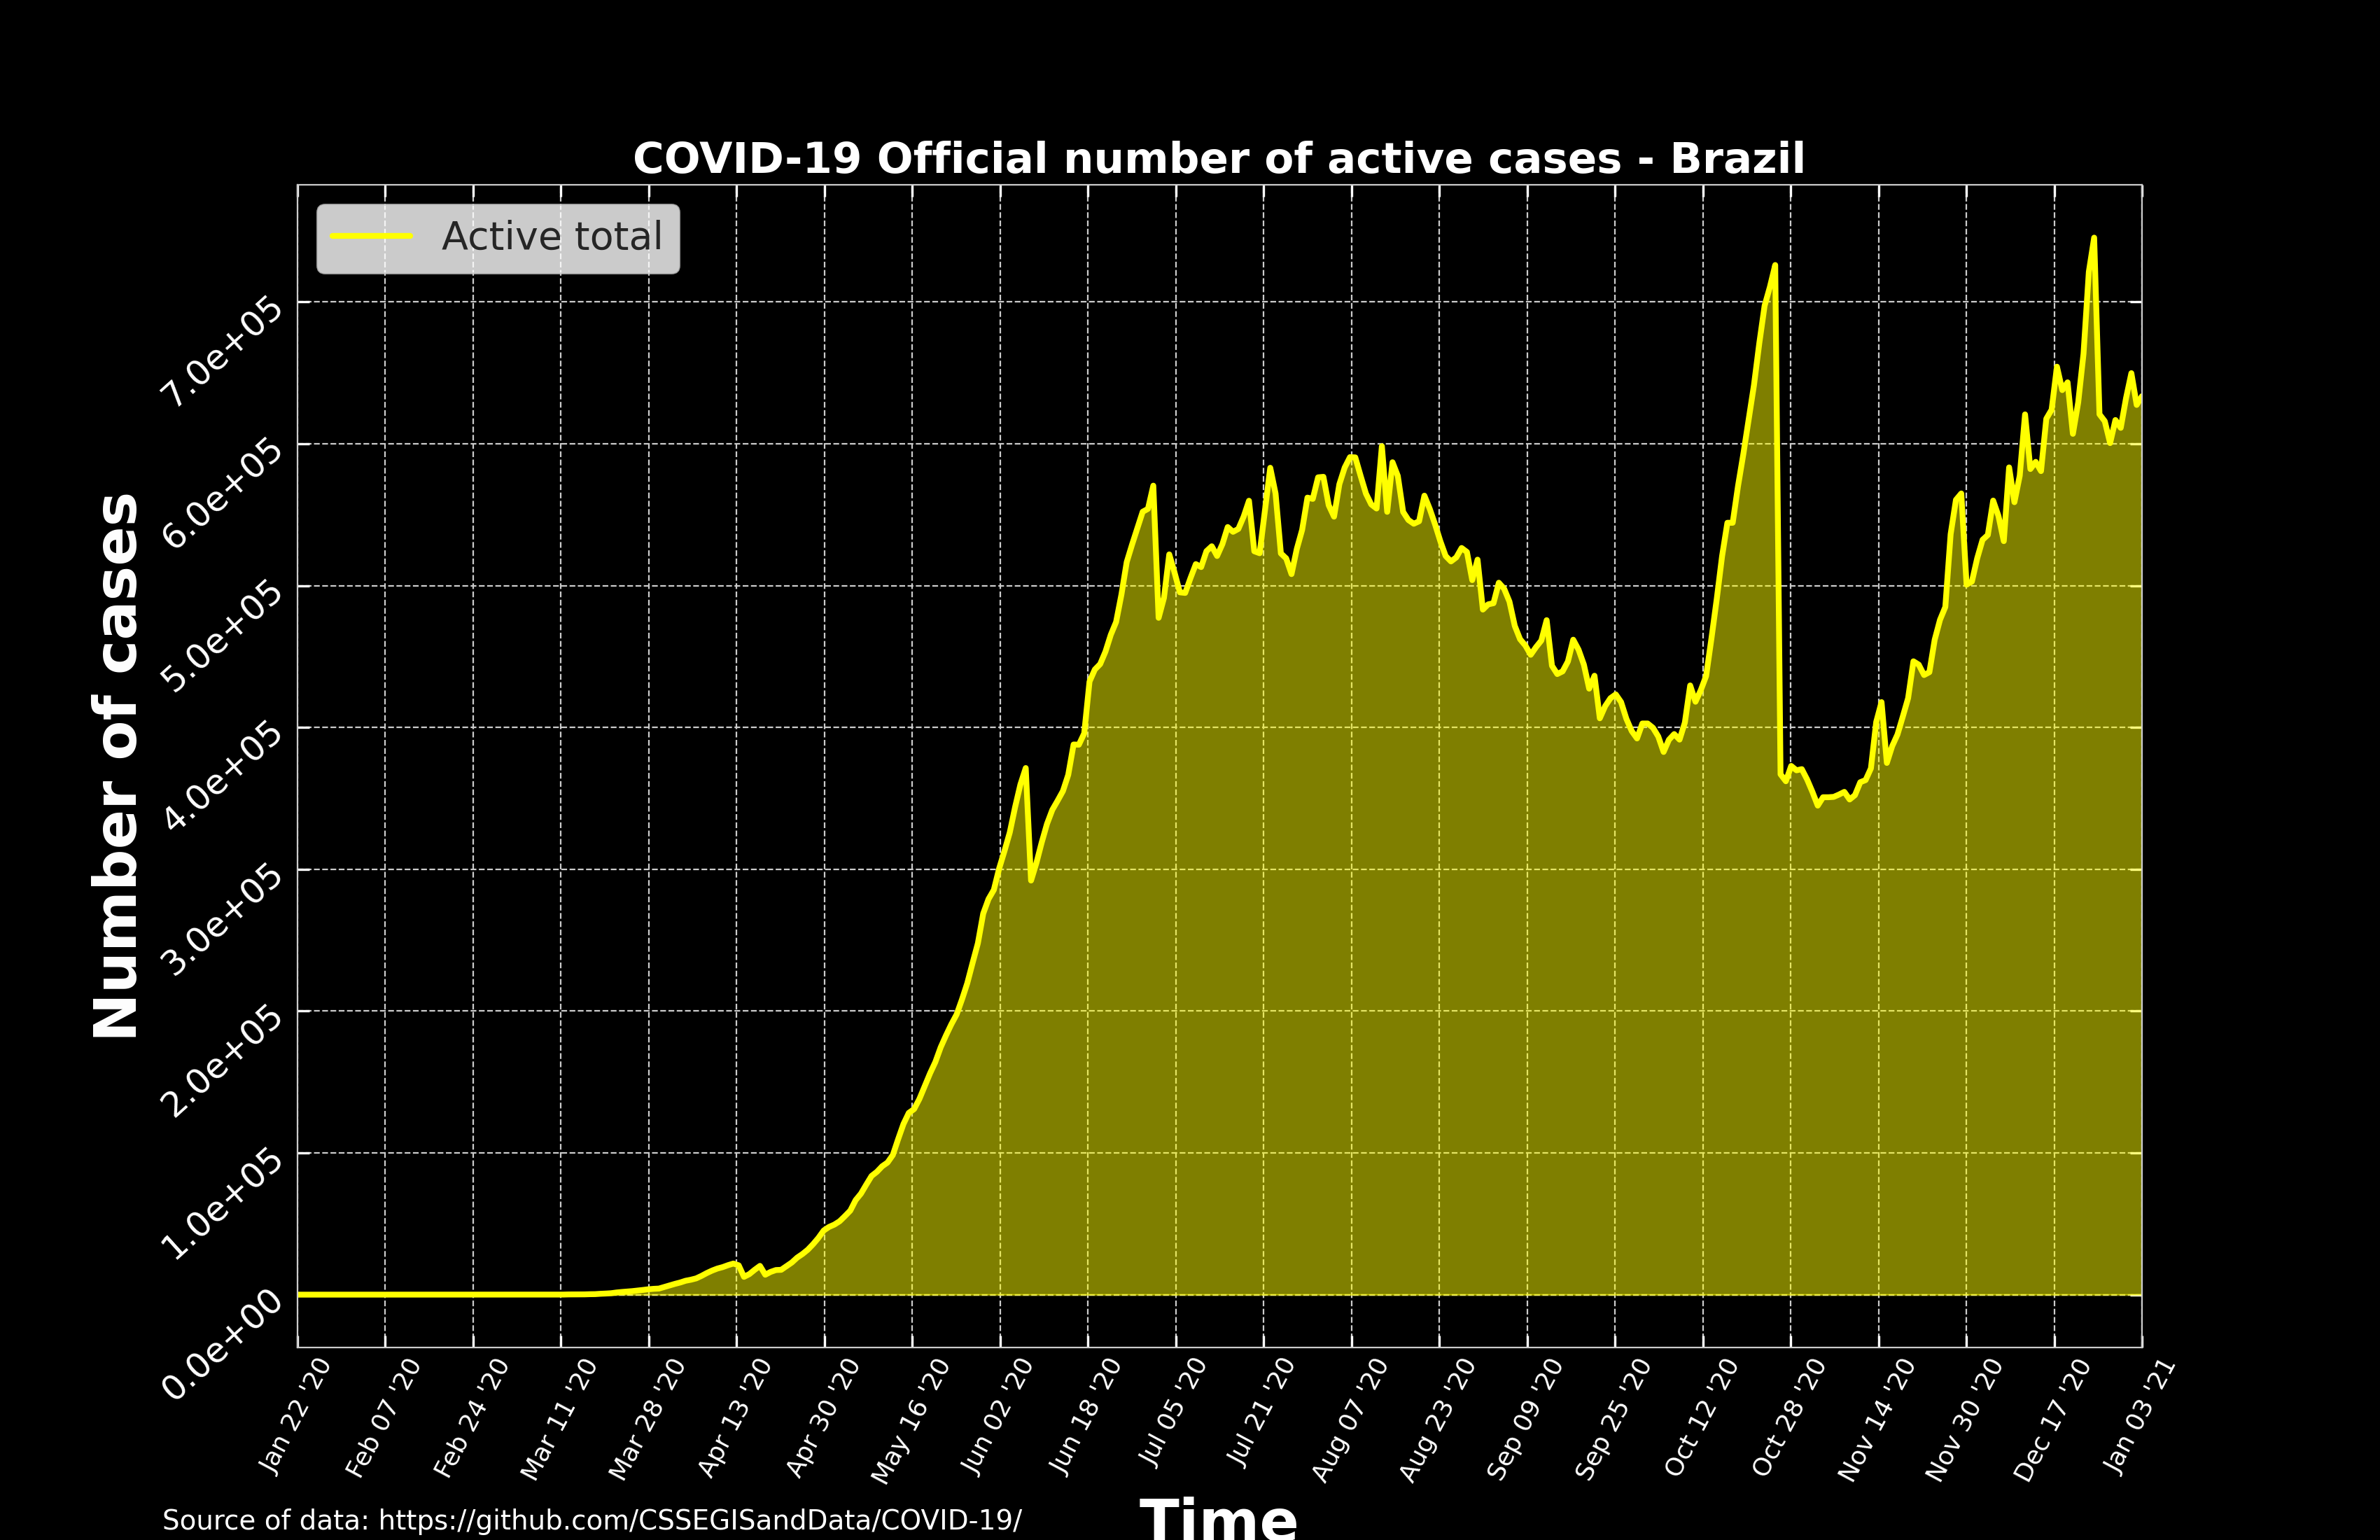 COVID-19 Official number of active cases - Brazil
Active total
Number of cases
7.0e+05
6.0e+05
5.0e+05
4.0e+05
3.0e+05
2.0e+05
1.0e+05
0.0e+00
Jan 22 '20
Feb 07 '20
Feb 24 '20
Mar 11 '20
Mar 28 '20
Apr 13 '20
Apr 30 '20
May 16 '20
Jun 02 '20
Jun 18 '20
Jul 05 '20
Jul 21 '20
Aug 07 '20
Aug 23 '20
Sep 09 '20
Sep 25 '20
Oct 12 '20
Oct 28 '20
Nov 14 '20
Nov 30 '20
Dec 17 '20
Jan 03 '21
Time
Source of data: https://github.com/CSSEGISandData/COVID-19/